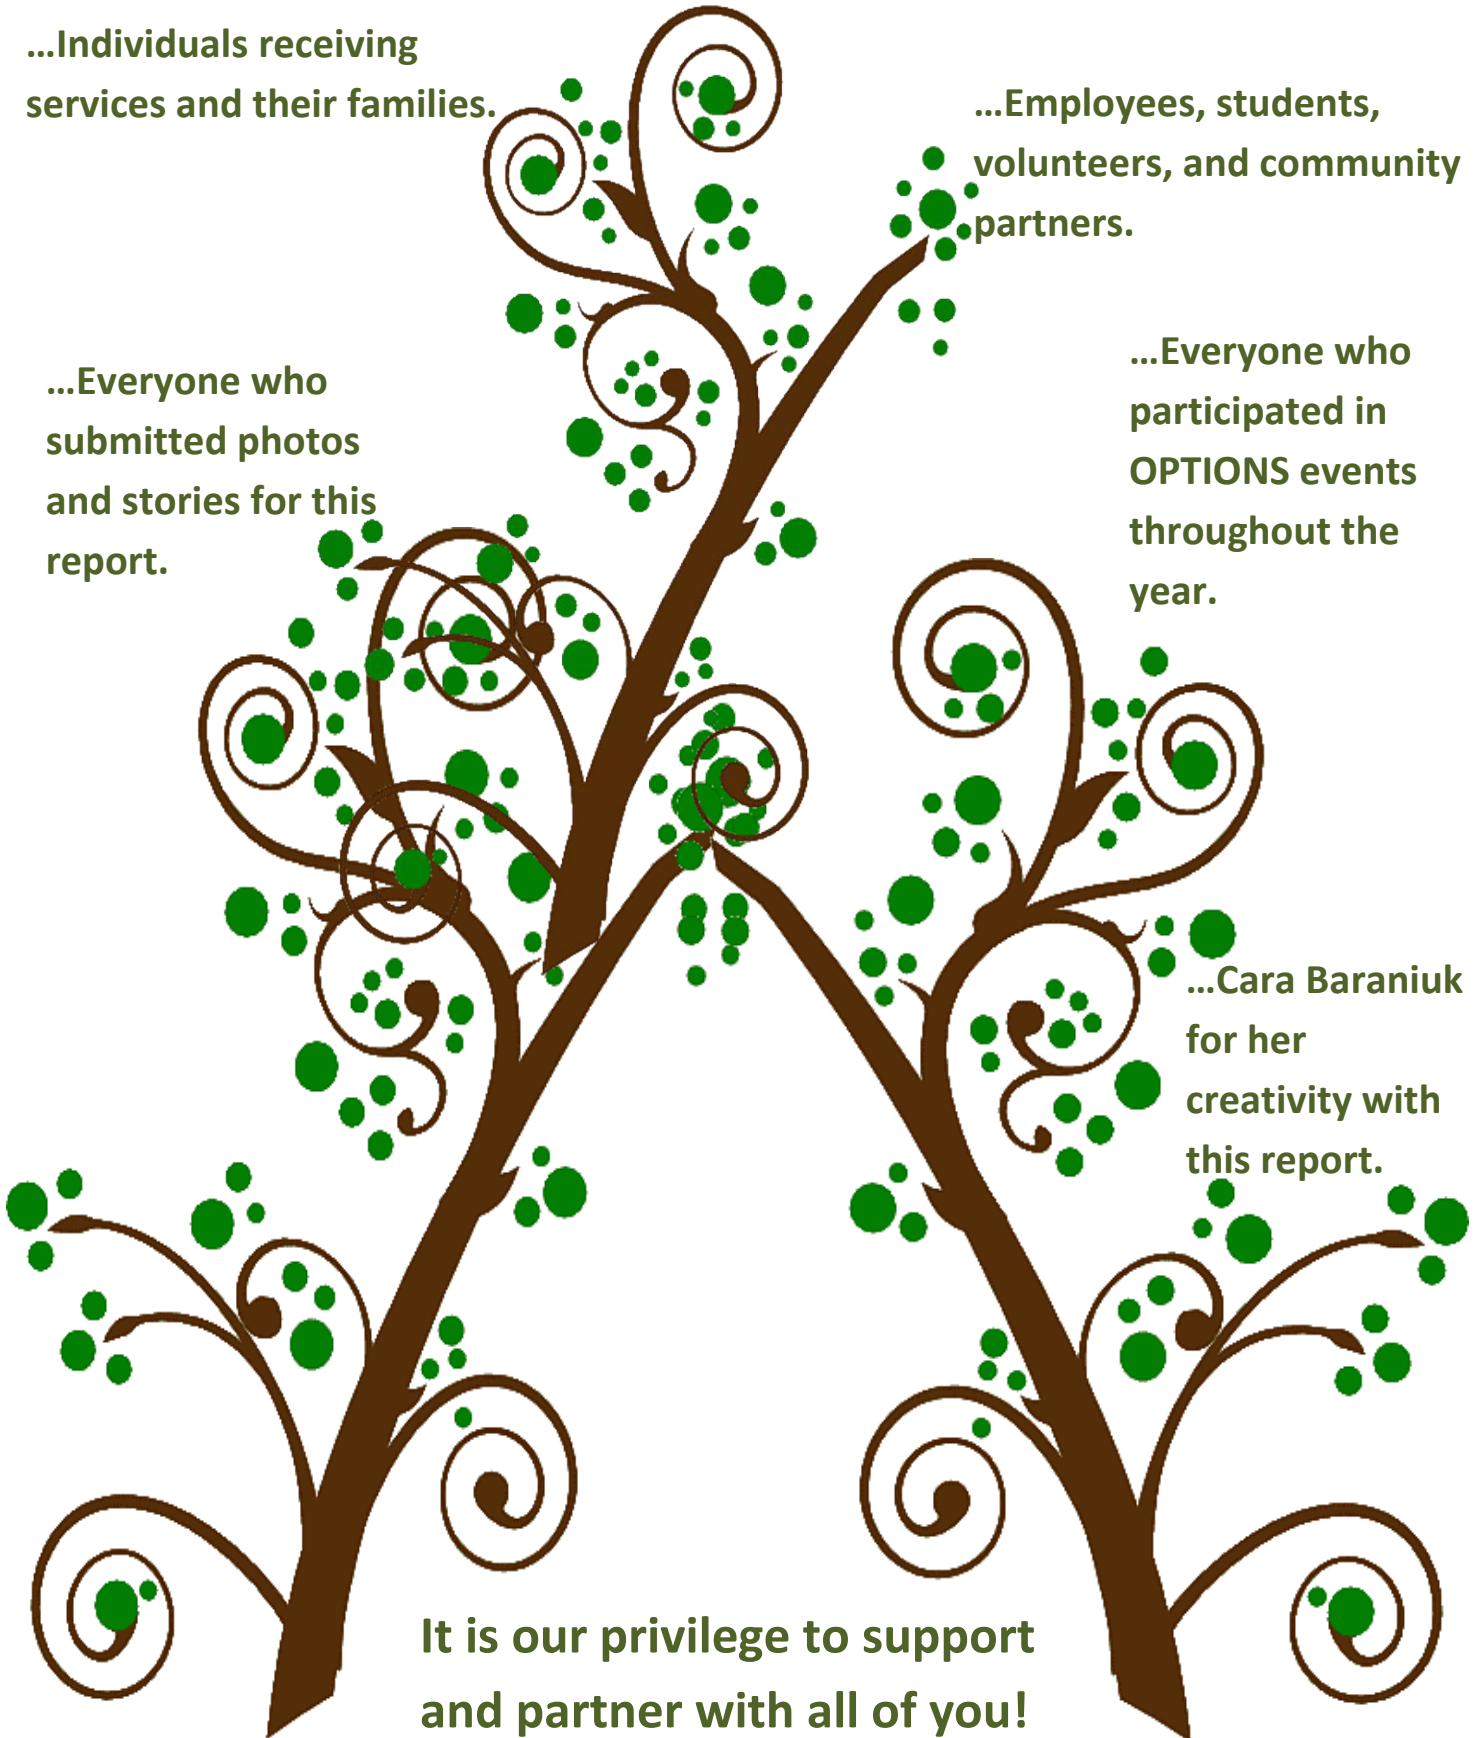 …Individuals receiving
services and their families.
…Employees, students,
volunteers, and community
partners.
…Everyone who
submitted photos
and stories for this
report.
…Everyone who
participated in
OPTIONS events
throughout the
year.
…Cara Baraniuk
for her
creativity with
this report.
It is our privilege to support
and partner with all of you!